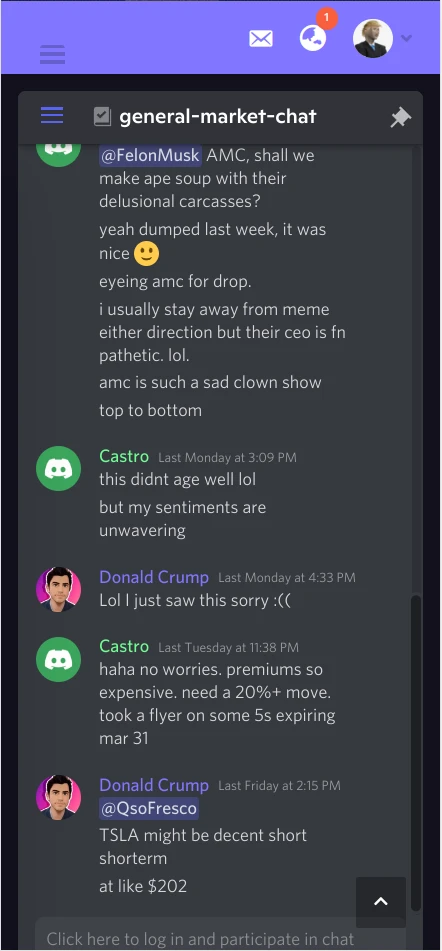 1
general-market-chat
@FelonMusk AMC, shall we
make ape soup with their
delusional carcasses?
yeah dumped last week, it was
nice 🙂
eyeing amc for drop.
i usually stay away from meme
either direction but their ceo is fn
pathetic. lol.
amc is such a sad clown show
top to bottom
Castro Last Monday at 3:09 PM
this didnt age well lol
but my sentiments are
unwavering
Donald Crump Last Monday at 4:33 PM
Lol I just saw this sorry :((
Castro Last Tuesday at 11:38 PM
haha no worries. premiums so
expensive. need a 20%+ move.
took a flyer on some 5s expiring
mar 31
Donald Crump Last Friday at 2:15 PM
@QsoFresco
TSLA might be decent short
shorterm
at like $202
Click here to log in and participate in chat